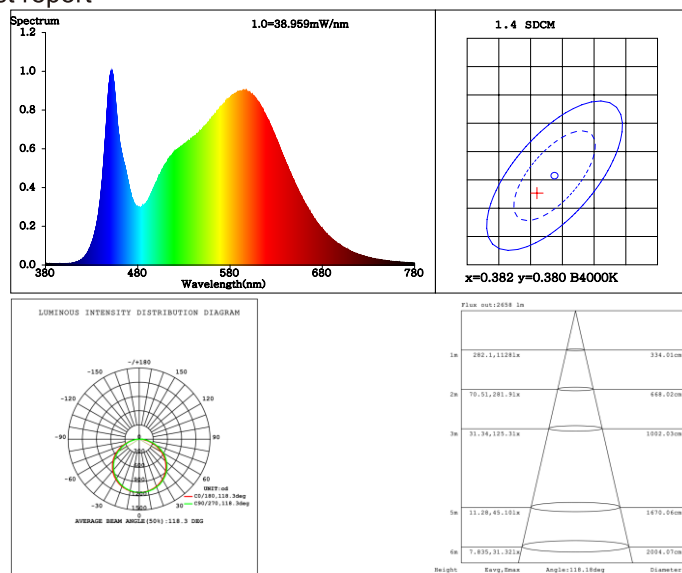 Spectrum
1.0=38.959mW/nm
1.2
1.0
0.8
0.6
0.4
0.2
0.0
380 480 580 680 780
Wavelength(nm)
1.4 SDCM
x=0.382 y=0.380 B4000K
LUMINOUS INTENSITY DISTRIBUTION DIAGRAM
-/+180
-150 150
-120 120
-90 90
-60 60
-30 30
0
0
1500
UNIT:cd
C0/180,118.3deg
C90/270,118.3deg
AVERAGE BEAM ANGLE(50%):118.3 DEG
Flux out:2658 lm
1m 282.1,1128lx 334.01cm
2m 70.51,281.9lx 668.02cm
3m 31.34,125.3lx 1002.03cm
5m 11.28,45.10lx 1670.06cm
6m 7.835,31.32lx 2004.07cm
Height Eavg,Emax Angle:118.18deg Diameter